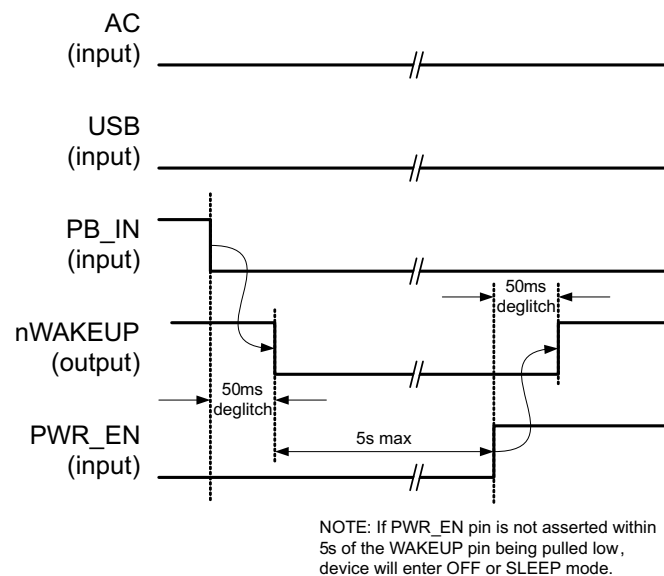 AC
(input)
USB
(input)
PB_IN
(input)
50ms
deglitch
nWAKEUP
(output)
50ms
deglitch
5s max
PWR_EN
(input)
NOTE: If PWR_EN pin is not asserted within
5s of the WAKEUP pin being pulled low,
device will enter OFF or SLEEP mode.